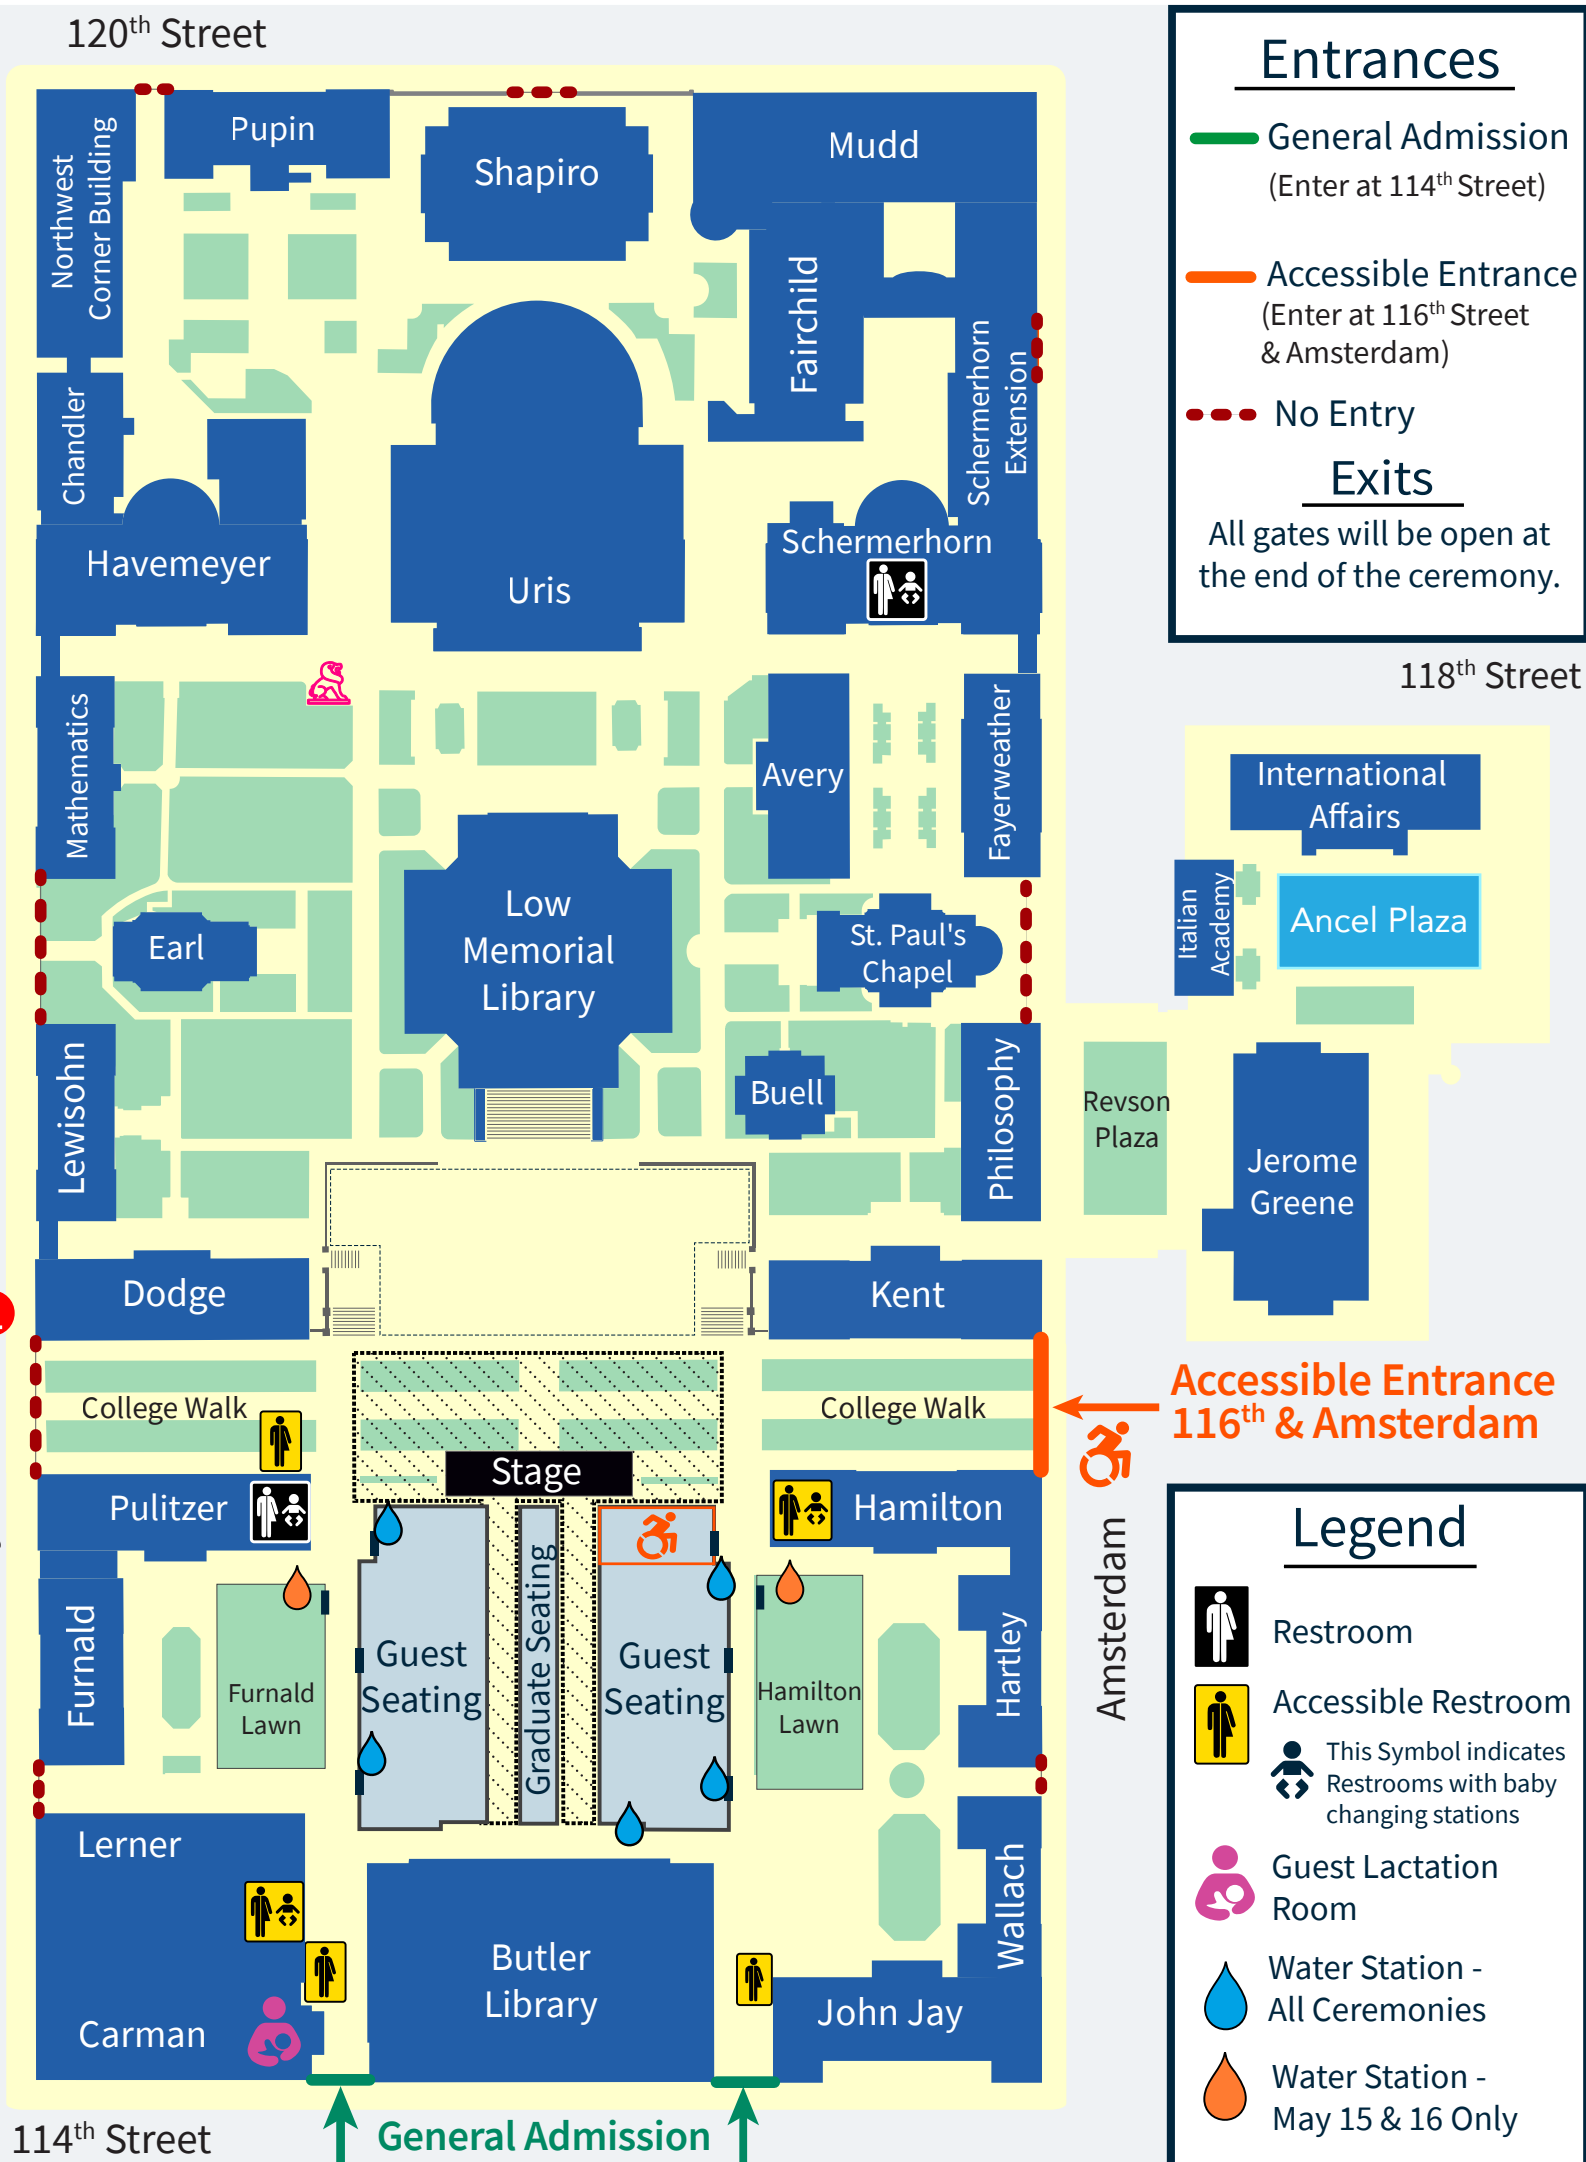 120th Street
Entrances
General Admission
(Enter at 114th Street)
Accessible Entrance
(Enter at 116th Street
& Amsterdam)
No Entry
Exits
All gates will be open at
the end of the ceremony.
118th Street
Northwest
Corner Building
Pupin
Shapiro
Mudd
Fairchild
Schermerhorn
Extension
Chandler
Havemeyer
Uris
Schermerhorn
Mathematics
Avery
Fayerweather
International
Affairs
Italian
Academy
Ancel Plaza
Earl
Low
Memorial
Library
St. Paul's
Chapel
Lewisohn
Buell
Philosophy
Revson
Plaza
Jerome
Greene
Dodge
Kent
College Walk
College Walk
Accessible Entrance
116th & Amsterdam
Stage
Pulitzer
Hamilton
Amsterdam
Furnald
Furnald
Lawn
Guest
Seating
Graduate Seating
Guest
Seating
Hamilton
Lawn
Hartley
Lerner
Carman
Butler
Library
Wallach
John Jay
114th Street
General Admission
Legend
Restroom
Accessible Restroom
This Symbol indicates
Restrooms with baby
changing stations
Guest Lactation
Room
Water Station -
All Ceremonies
Water Station -
May 15 & 16 Only